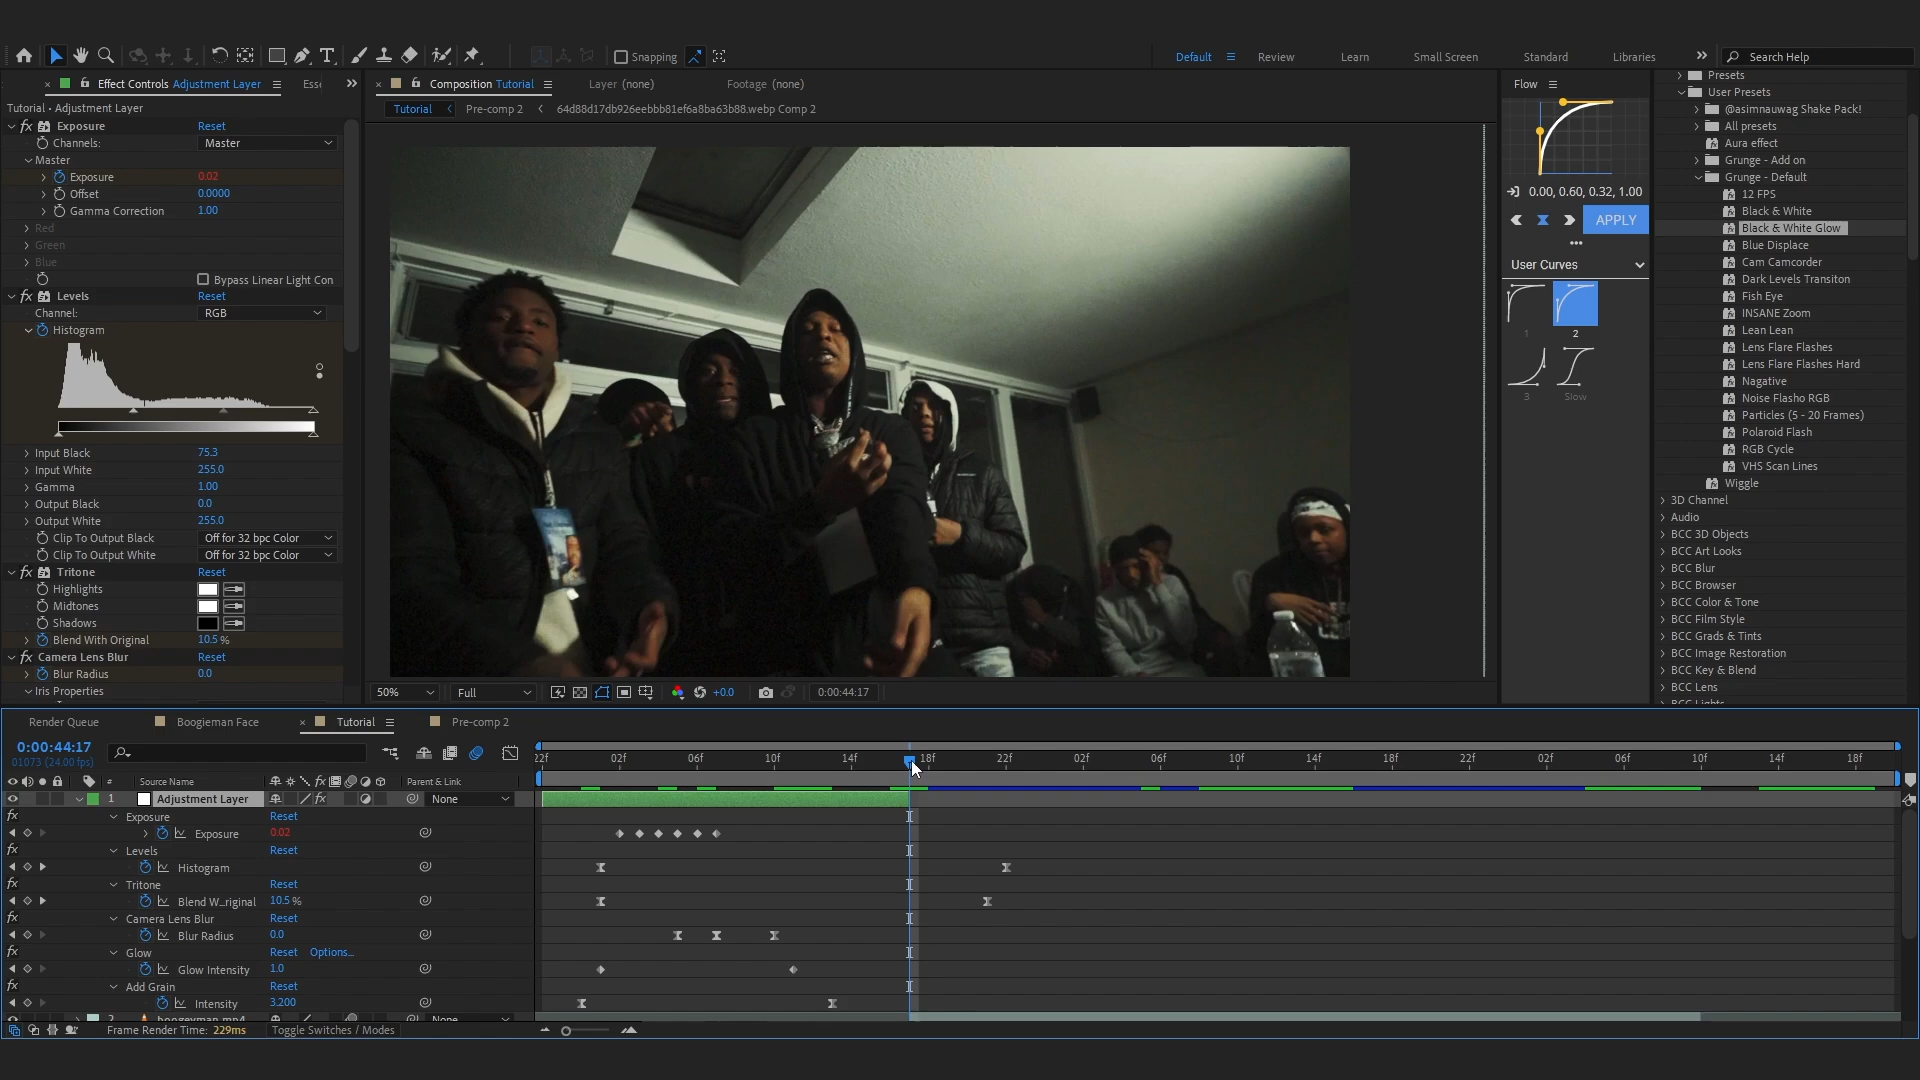 Snapping
Default
Review
Learn
Small Screen
Standard
Libraries
Search Help
Effect Controls Adjustment Layer
Esse
Composition Tutorial
Layer (none)
Footage (none)
Flow
Tutorial • Adjustment Layer
Tutorial
Pre-comp 2
64d88d17db926eebbb81ef6a8ba63b88.webp Comp 2
Exposure Reset
Channels: Master
Master
Exposure 0.02
Offset 0.0000
Gamma Correction 1.00
Red
Green
Blue
Bypass Linear Light Con
Levels Reset
Channel: RGB
Histogram
Input Black 75.3
Input White 255.0
Gamma 1.00
Output Black 0.0
Output White 255.0
Clip To Output Black Off for 32 bpc Color
Clip To Output White Off for 32 bpc Color
Tritone Reset
Highlights
Midtones
Shadows
Blend With Original 10.5 %
Camera Lens Blur Reset
Blur Radius 0.0
Iris Properties
50%
Full
+0.0
0:00:44:17
0.00, 0.60, 0.32, 1.00
APPLY
User Curves
1
2
3
Slow
Presets
User Presets
@asimnauwag Shake Pack!
All presets
Aura effect
Grunge - Add on
Grunge - Default
12 FPS
Black & White
Black & White Glow
Blue Displace
Cam Camcorder
Dark Levels Transiton
Fish Eye
INSANE Zoom
Lean Lean
Lens Flare Flashes
Lens Flare Flashes Hard
Nagative
Noise Flasho RGB
Particles (5 - 20 Frames)
Polaroid Flash
RGB Cycle
VHS Scan Lines
Wiggle
3D Channel
Audio
BCC 3D Objects
BCC Art Looks
BCC Blur
BCC Browser
BCC Color & Tone
BCC Film Style
BCC Grads & Tints
BCC Image Restoration
BCC Key & Blend
BCC Lens
BCC Lights
Render Queue
Boogieman Face
Tutorial
Pre-comp 2
0:00:44:17
01073 (24.00 fps)
22f 02f 06f 10f 14f 18f 22f 02f 06f 10f 14f 18f 22f 02f 06f 10f 14f 18f
# Source Name
Parent & Link
1 Adjustment Layer None
Exposure Reset
Exposure 0.02
Levels Reset
Histogram
Tritone Reset
Blend W...riginal 10.5 %
Camera Lens Blur Reset
Blur Radius 0.0
Glow Reset Options...
Glow Intensity 1.0
Add Grain Reset
Intensity 3.200
2 boogeyman.mp4 None
Frame Render Time: 229ms
Toggle Switches / Modes